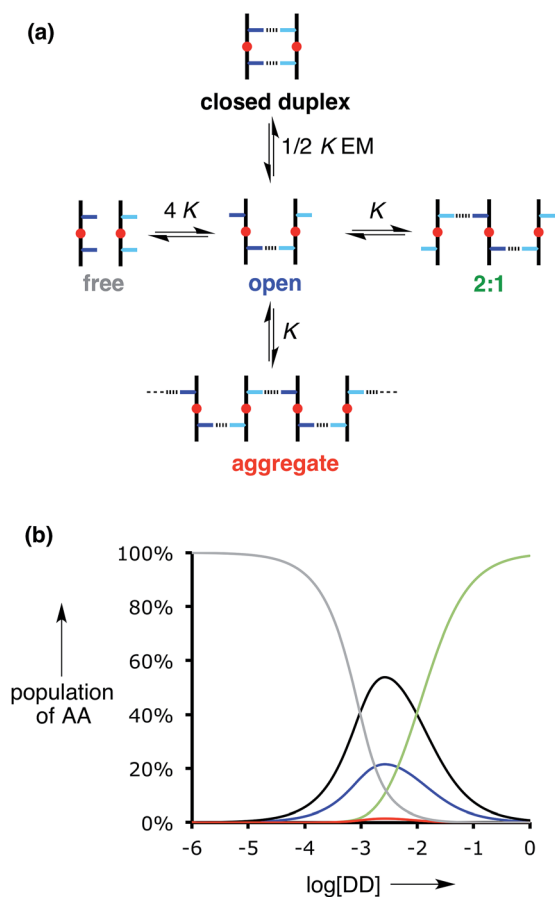 (a)
closed duplex
1/2 K EM
4 K
K
free
open
2:1
K
aggregate
(b)
100%
80%
60%
40%
20%
0%
population
of AA
-6 -5 -4 -3 -2 -1 0
log[DD]